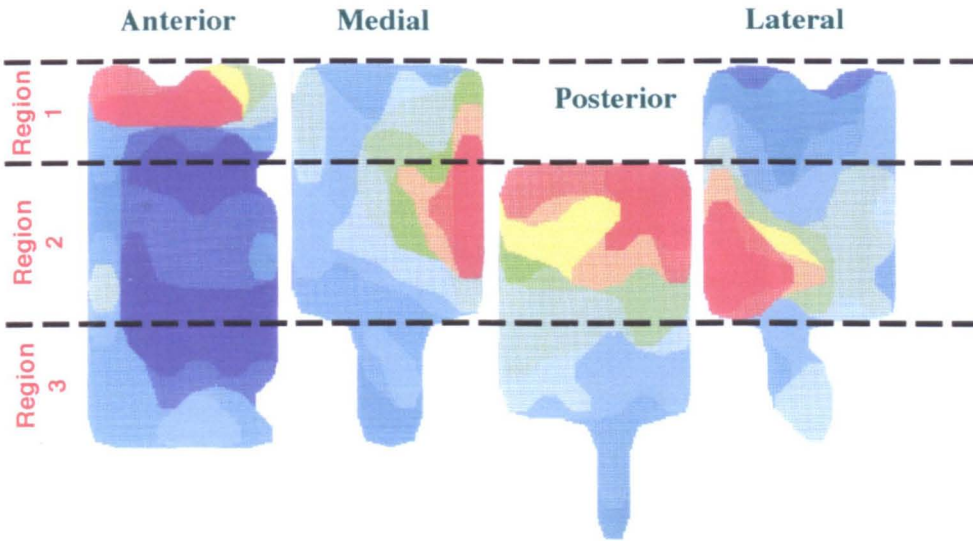 Anterior
Medial
Lateral
Posterior
Region
1
Region
2
Region
3